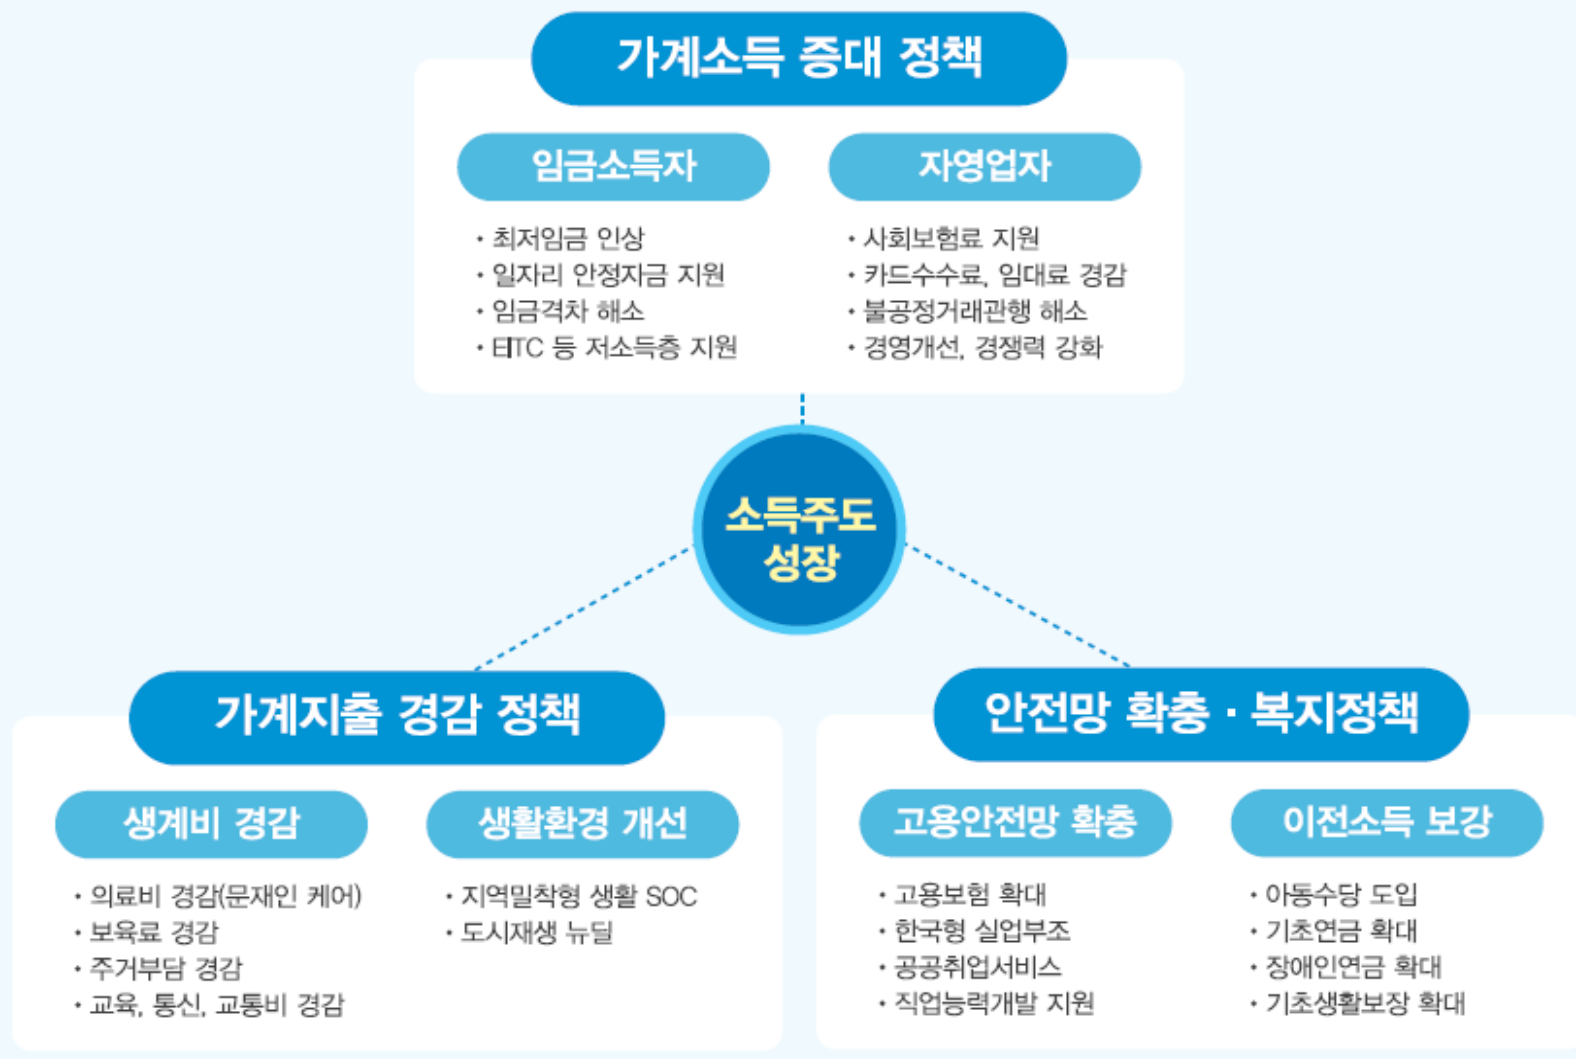 가계소득 증대 정책
임금소득자
· 최저임금 인상
· 일자리 안정자금 지원
· 임금격차 해소
· EITC 등 저소득층 지원
자영업자
· 사회보험료 지원
· 카드수수료, 임대료 경감
· 불공정거래관행 해소
· 경영개선, 경쟁력 강화
소득주도
성장
가계지출 경감 정책
생계비 경감
· 의료비 경감(문재인 케어)
· 보육료 경감
· 주거부담 경감
· 교육, 통신, 교통비 경감
생활환경 개선
· 지역밀착형 생활 SOC
· 도시재생 뉴딜
안전망 확충 · 복지정책
고용안전망 확충
· 고용보험 확대
· 한국형 실업부조
· 공공취업서비스
· 직업능력개발 지원
이전소득 보강
· 아동수당 도입
· 기초연금 확대
· 장애인연금 확대
· 기초생활보장 확대